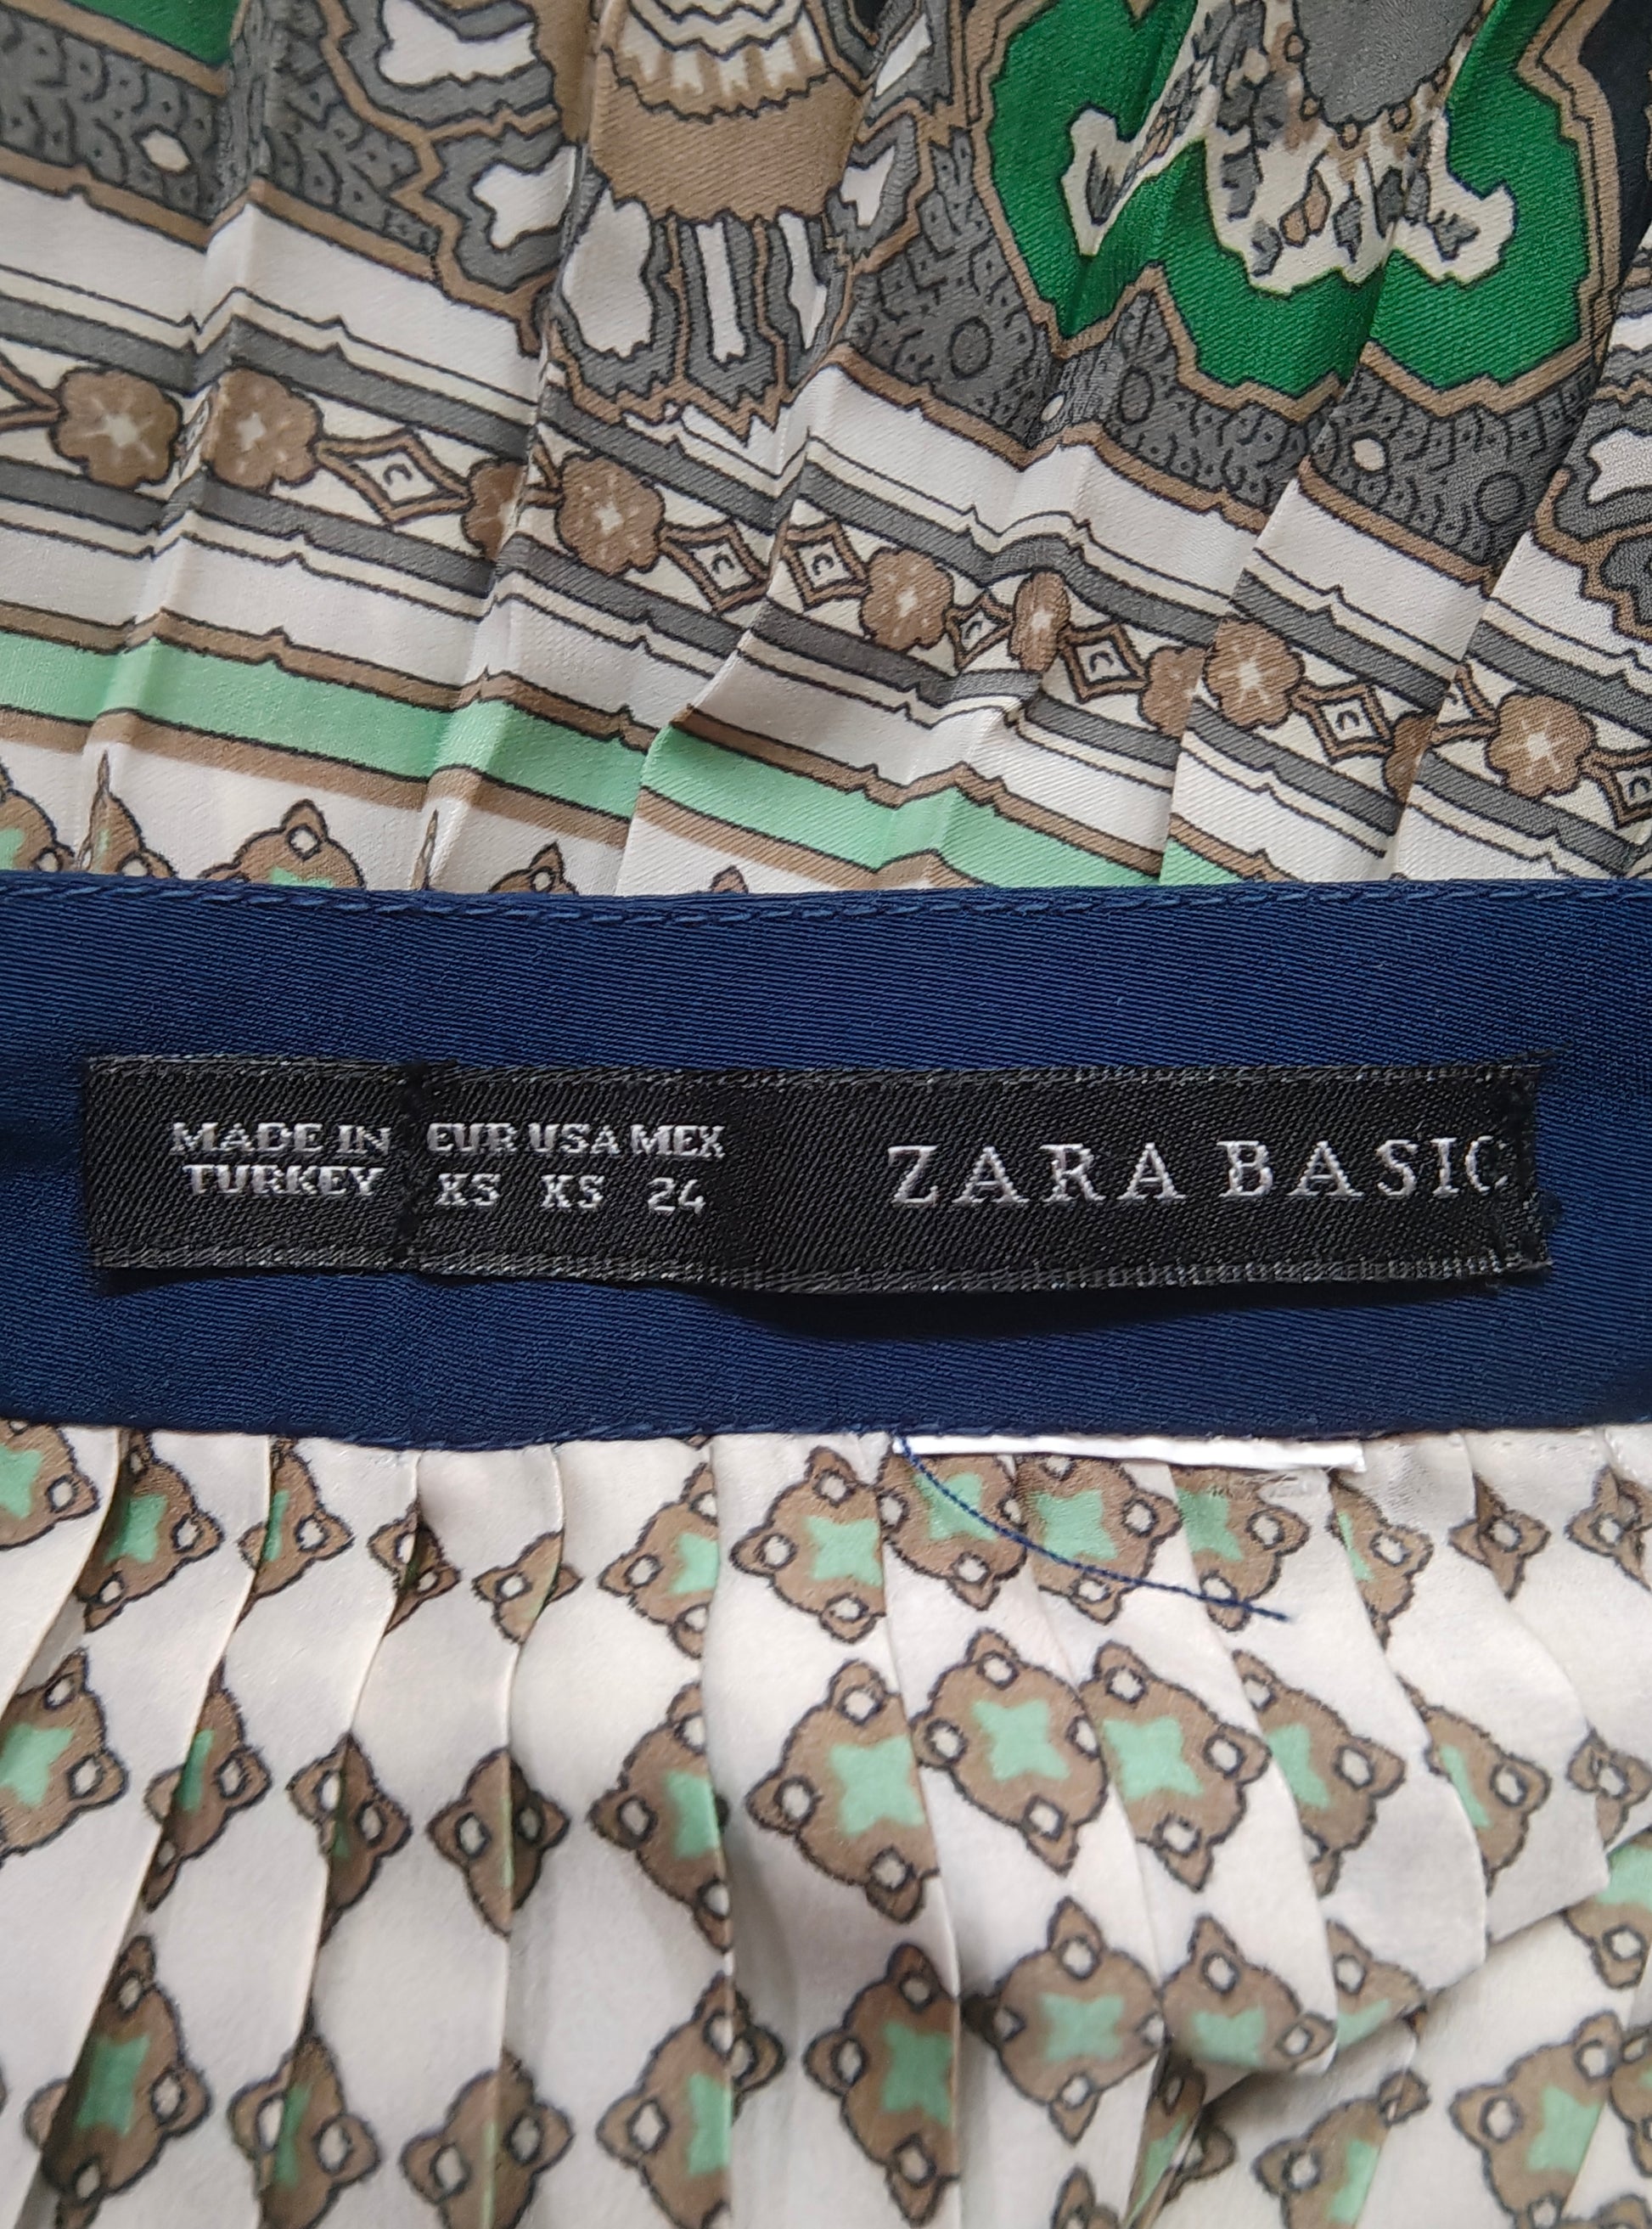 MADE IN
TURKEY
EUR USA MEX
XS XS 24
ZARA BASIC